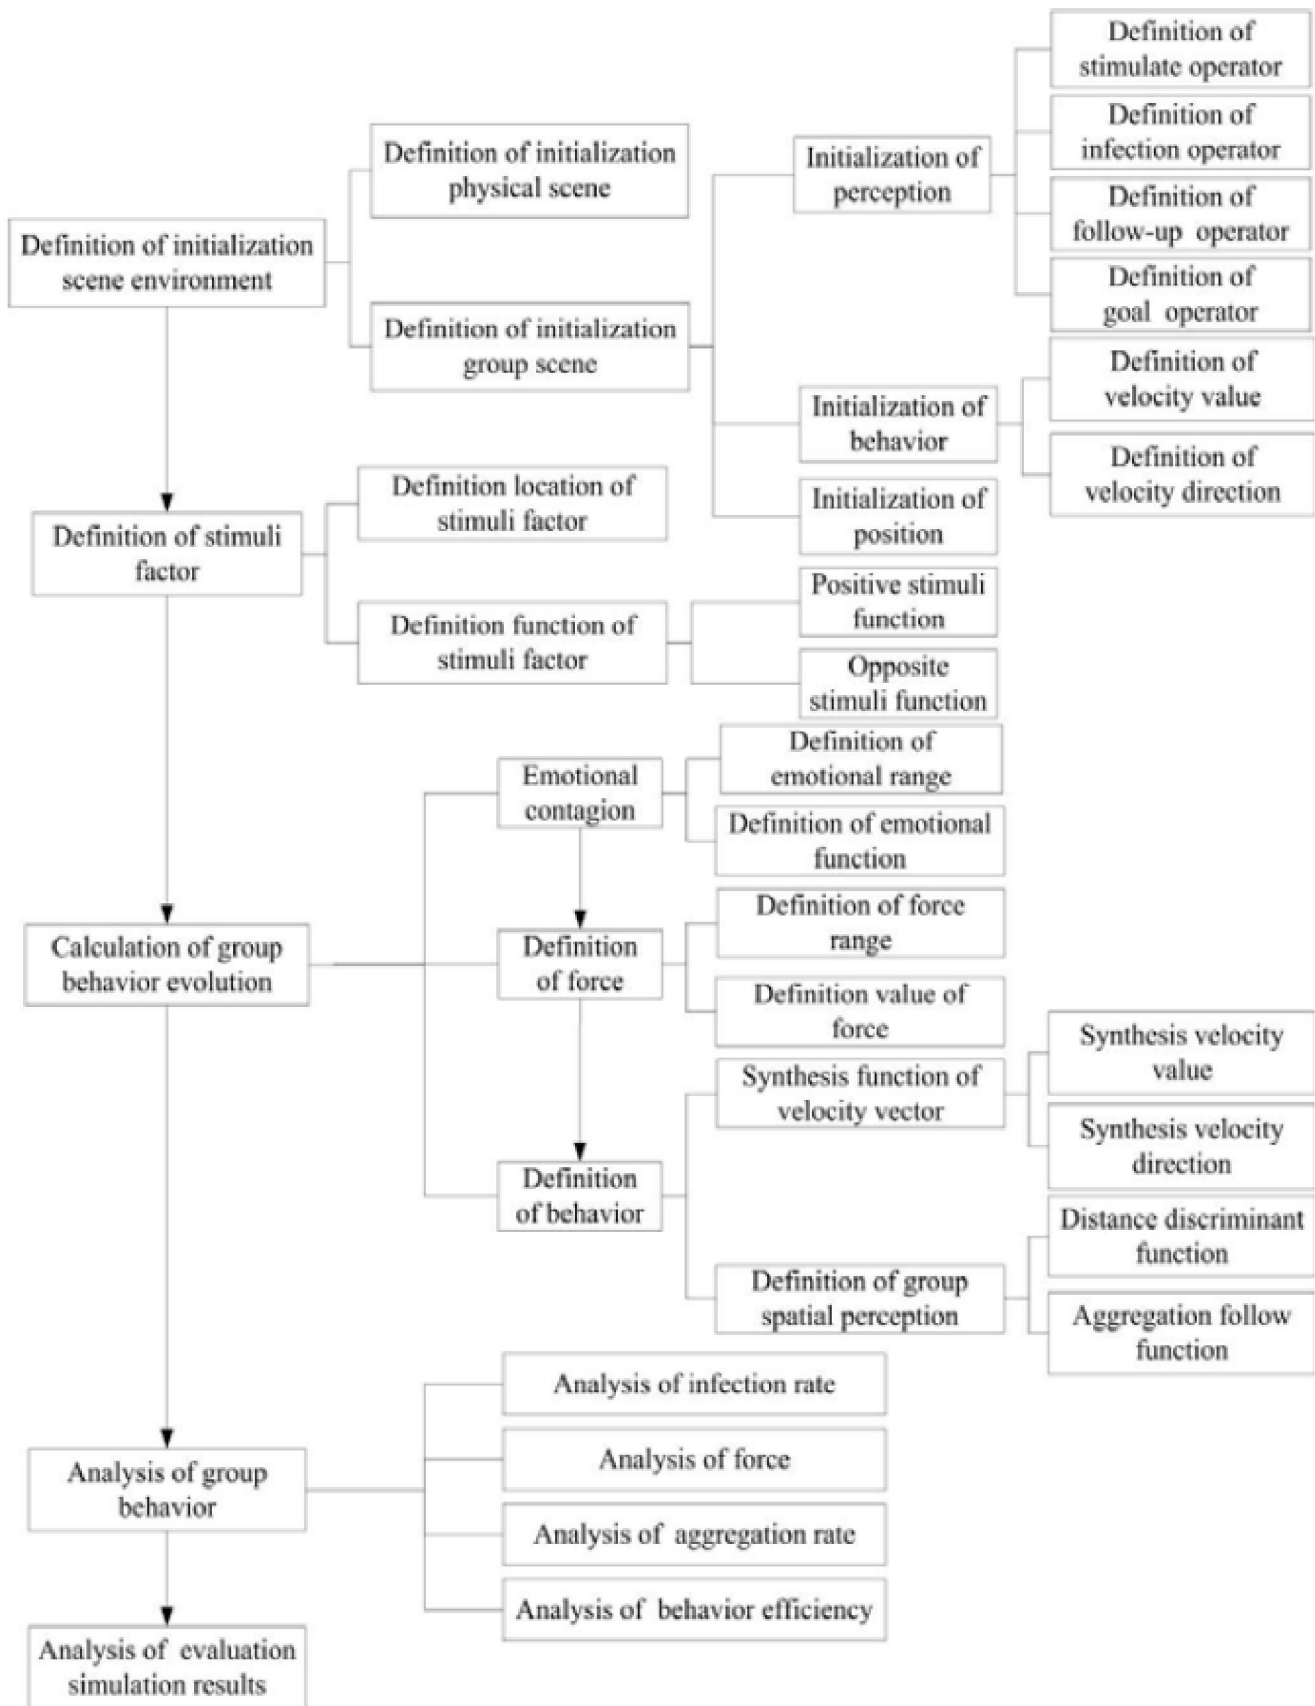 Definition of initialization
scene environment
Definition of initialization
physical scene
Definition of initialization
group scene
Initialization of
perception
Definition of
stimulate operator
Definition of
infection operator
Definition of
follow-up operator
Definition of
goal operator
Initialization of
behavior
Definition of
velocity value
Definition of
velocity direction
Initialization of
position
Definition of stimuli
factor
Definition location of
stimuli factor
Definition function of
stimuli factor
Positive stimuli
function
Opposite
stimuli function
Calculation of group
behavior evolution
Emotional
contagion
Definition of
emotional range
Definition of emotional
function
Definition
of force
Definition of force
range
Definition value of
force
Definition
of behavior
Synthesis function of
velocity vector
Synthesis velocity
value
Synthesis velocity
direction
Definition of group
spatial perception
Distance discriminant
function
Aggregation follow
function
Analysis of group
behavior
Analysis of infection rate
Analysis of force
Analysis of aggregation rate
Analysis of behavior efficiency
Analysis of evaluation
simulation results